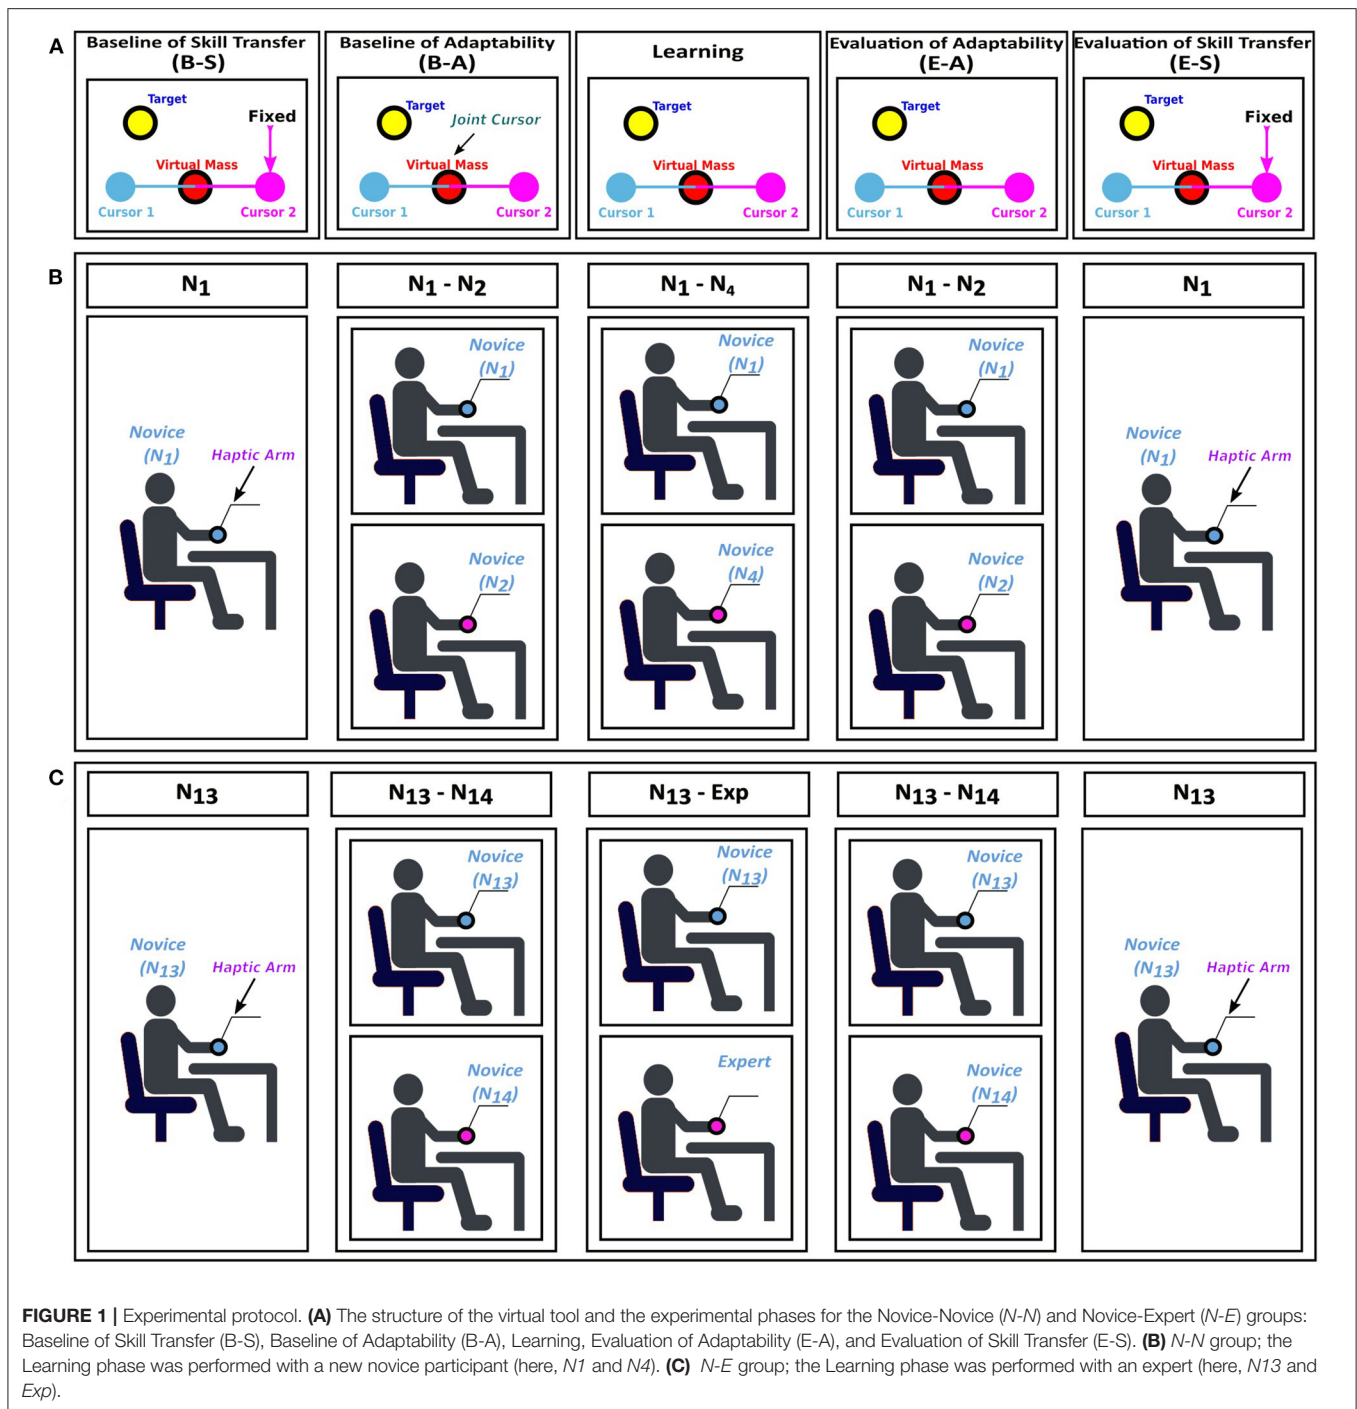 A
Baseline of Skill Transfer
(B-S)
Target
Fixed
Virtual Mass
Cursor 1
Cursor 2
Baseline of Adaptability
(B-A)
Target
Joint Cursor
Virtual Mass
Cursor 1
Cursor 2
Learning
Target
Virtual Mass
Cursor 1
Cursor 2
Evaluation of Adaptability
(E-A)
Target
Virtual Mass
Cursor 1
Cursor 2
Evaluation of Skill Transfer
(E-S)
Target
Fixed
Virtual Mass
Cursor 1
Cursor 2
B
N1
N1 - N2
N1 - N4
N1 - N2
N1
Novice
(N1)
Haptic Arm
Novice
(N1)
Novice
(N2)
Novice
(N1)
Novice
(N4)
Novice
(N1)
Novice
(N2)
Novice
(N1)
Haptic Arm
C
N13
N13 - N14
N13 - Exp
N13 - N14
N13
Novice
(N13)
Haptic Arm
Novice
(N13)
Novice
(N14)
Novice
(N13)
Expert
Novice
(N13)
Novice
(N14)
Novice
(N13)
Haptic Arm
FIGURE 1 | Experimental protocol. (A) The structure of the virtual tool and the experimental phases for the Novice-Novice (N-N) and Novice-Expert (N-E) groups:
Baseline of Skill Transfer (B-S), Baseline of Adaptability (B-A), Learning, Evaluation of Adaptability (E-A), and Evaluation of Skill Transfer (E-S). (B) N-N group; the
Learning phase was performed with a new novice participant (here, N1 and N4). (C) N-E group; the Learning phase was performed with an expert (here, N13 and
Exp).